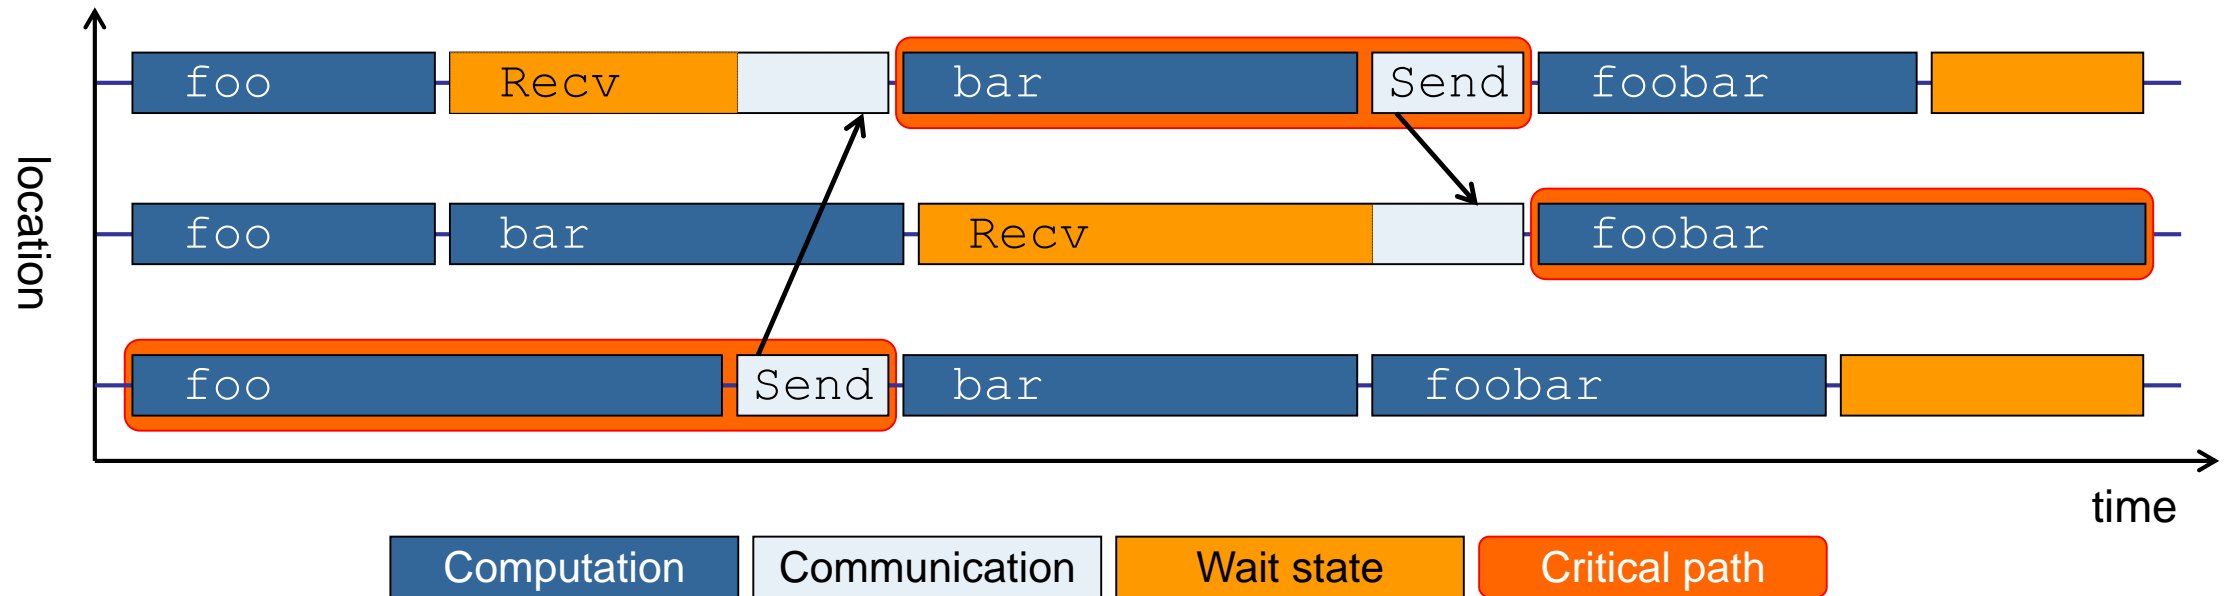 foo Recv bar Send foobar
location
foo bar Recv foobar
foo Send bar foobar
time
Computation Communication Wait state Critical path